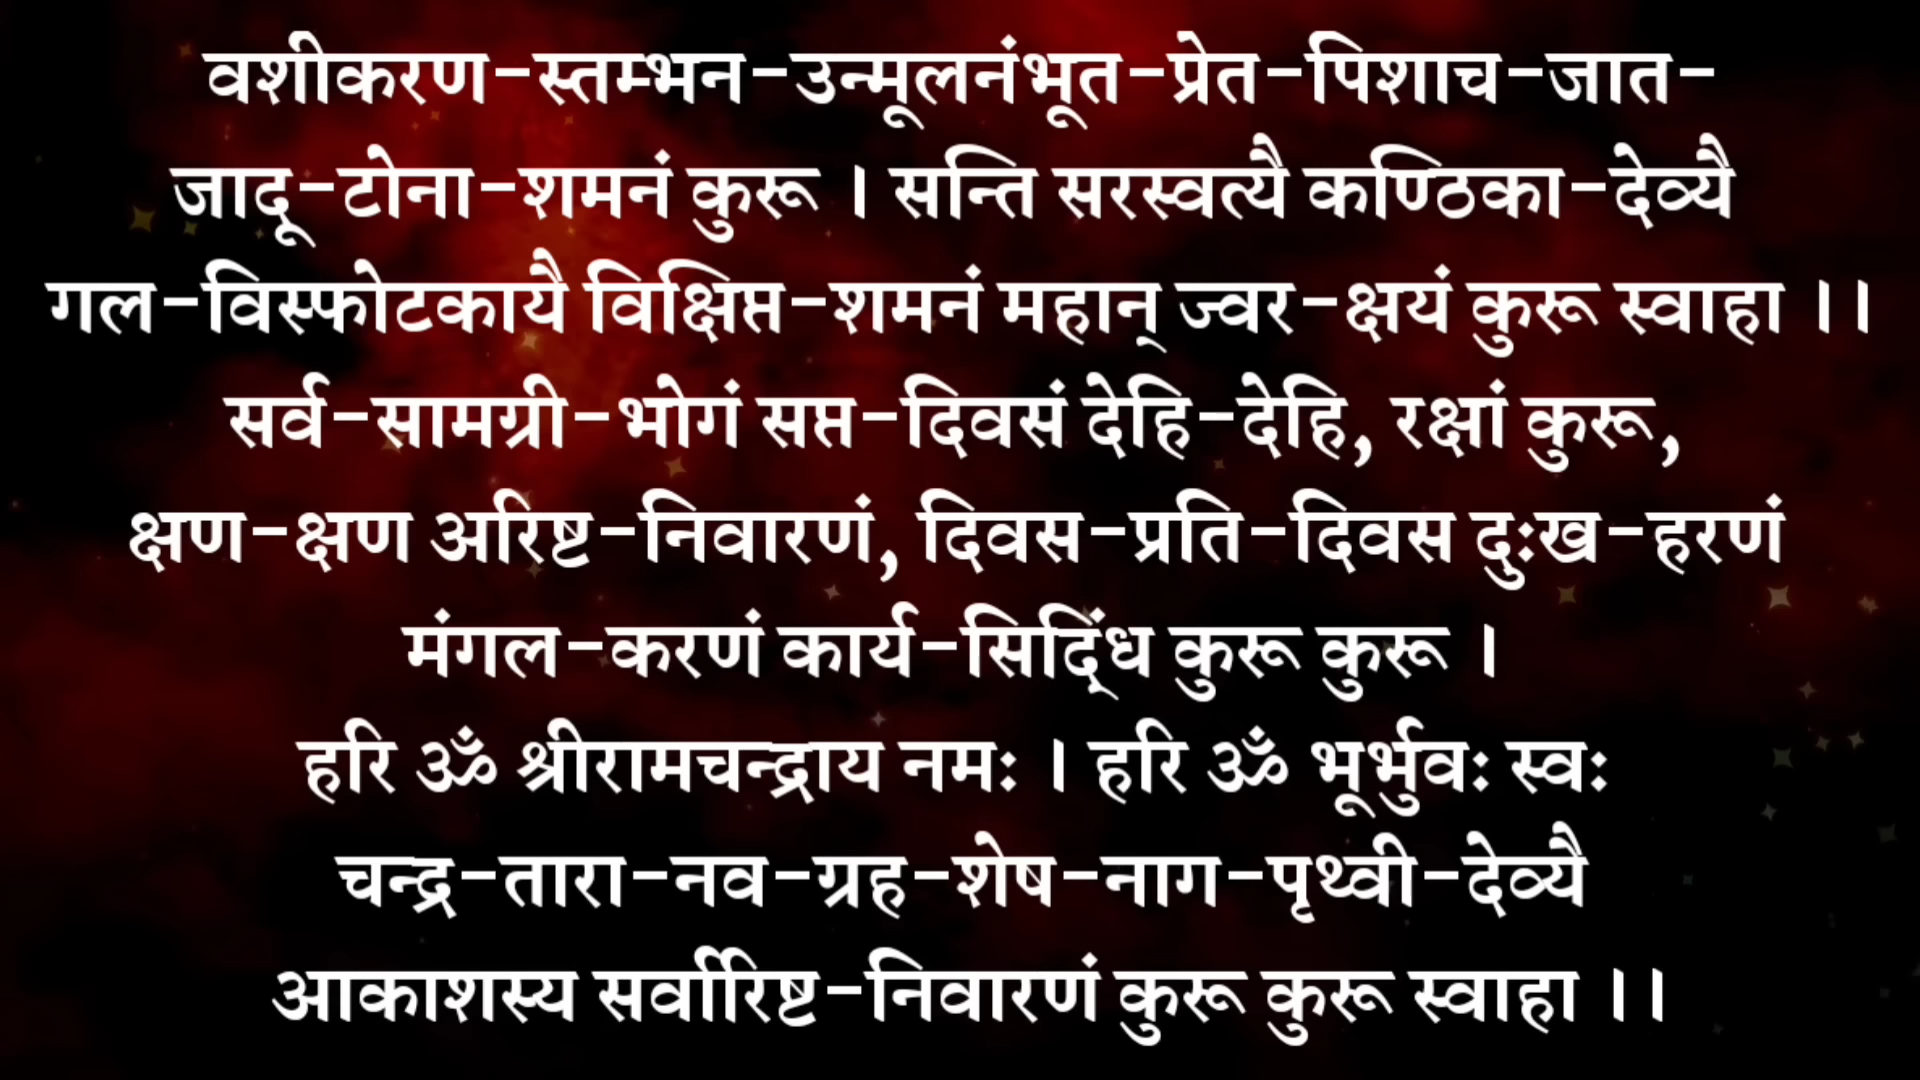 वशीकरण-स्तम्भन-उन्मूलनंभूत-प्रेत-पिशाच-जात-
जादू-टोना-शमनं कुरू । सन्ति सरस्वत्यै कण्ठिका-देव्यै
गल-विस्फोटकायै विक्षिप्त-शमनं महान् ज्वर-क्षयं कुरू स्वाहा ।।
सर्व-सामग्री-भोगं सप्त-दिवसं देहि-देहि, रक्षां कुरू,
क्षण-क्षण अरिष्ट-निवारणं, दिवस-प्रति-दिवस दुःख-हरणं
मंगल-करणं कार्य-सिद्धिं कुरू कुरू ।
हरि ॐ श्रीरामचन्द्राय नमः । हरि ॐ भूर्भुवः स्वः
चन्द्र-तारा-नव-ग्रह-शेष-नाग-पृथ्वी-देव्यै
आकाशस्य सर्वारिष्ट-निवारणं कुरू कुरू स्वाहा ।।